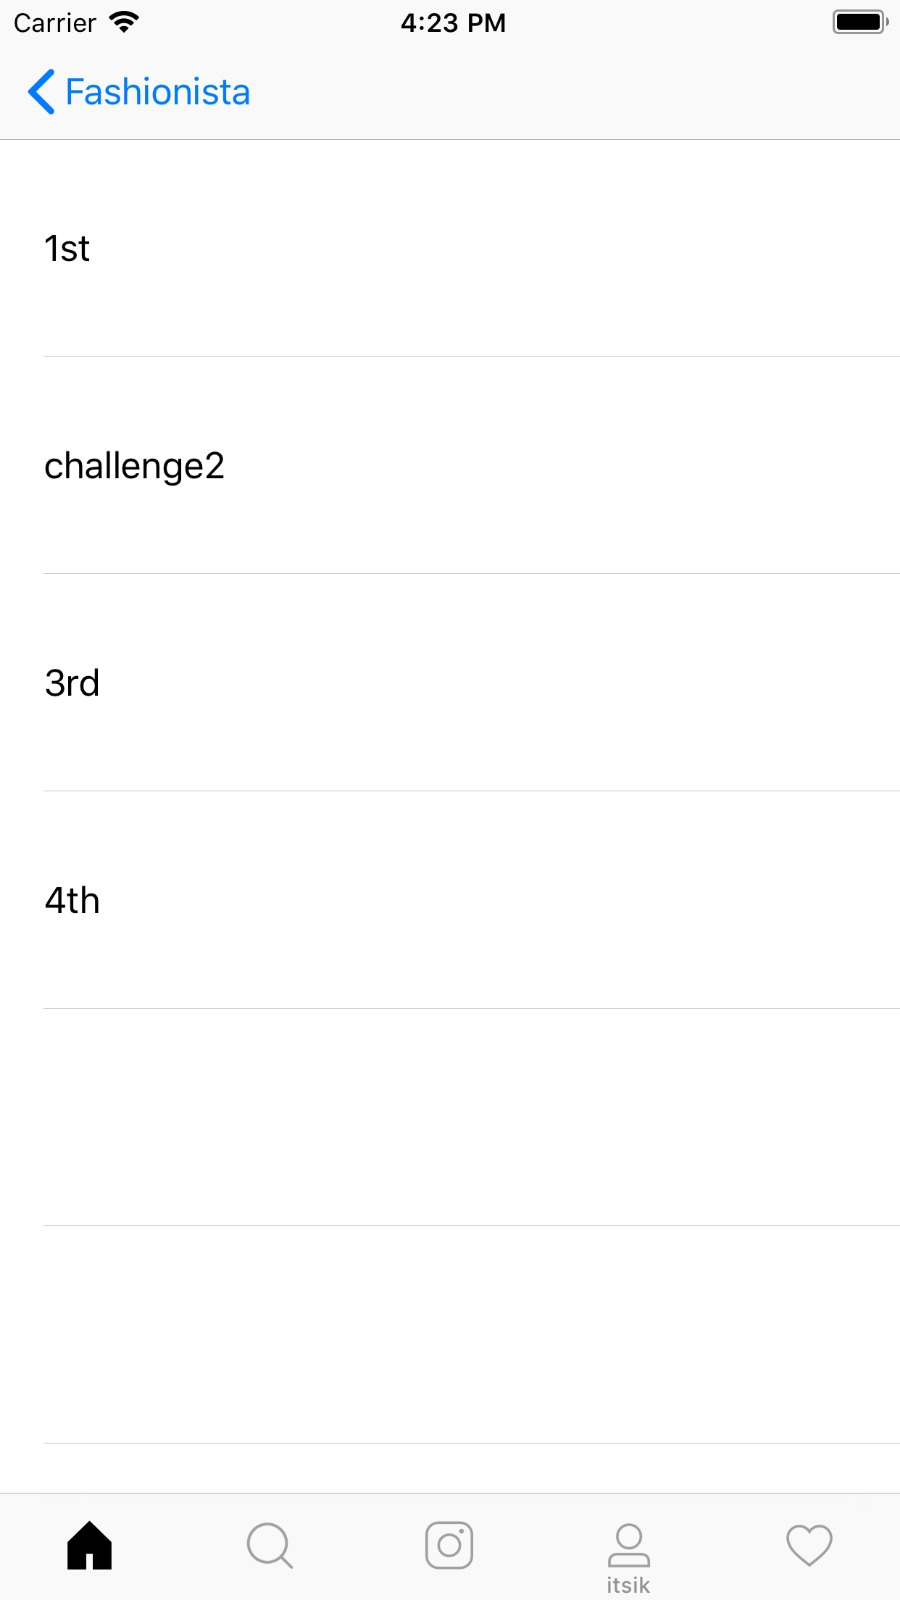 Carrier 4:23 PM
Fashionista
1st
challenge2
3rd
4th
itsik